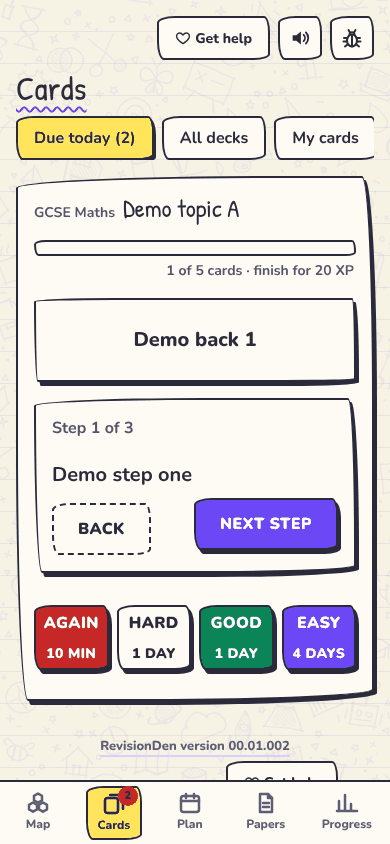 Get help
Cards
Due today (2)
All decks
My cards
GCSE Maths Demo topic A
1 of 5 cards · finish for 20 XP
Demo back 1
Step 1 of 3
Demo step one
BACK
NEXT STEP
AGAIN
10 MIN
HARD
1 DAY
GOOD
1 DAY
EASY
4 DAYS
RevisionDen version 00.01.002
2
Map
Cards
Plan
Papers
Progress